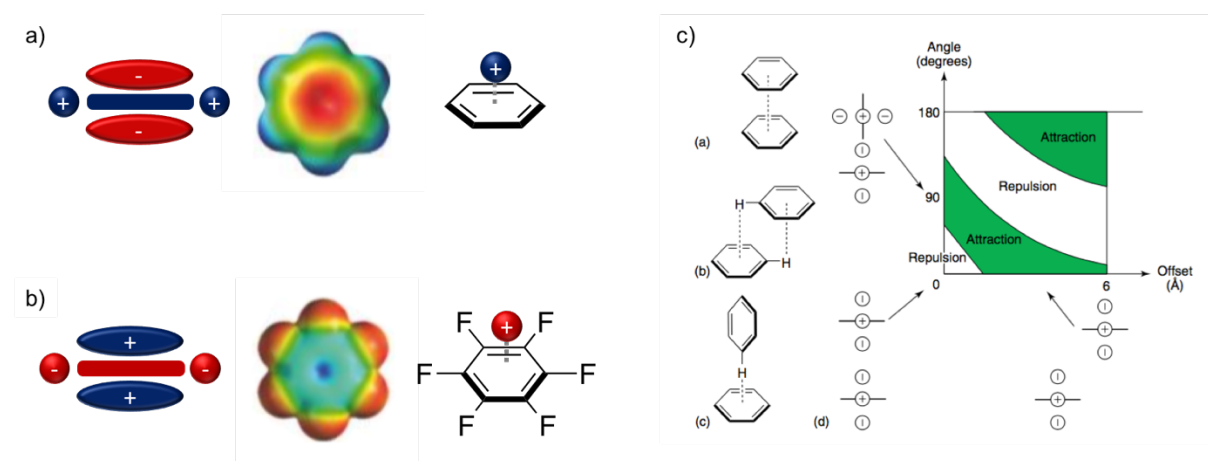 a)
-
+
+
-
+
b)
+
-
-
+
+
F
F
F
F
F
F
c)
(a)
H
H
(b)
H
(c)
(d)
Angle
(degrees)
180
90
0
6
Offset
(Å)
Attraction
Repulsion
Attraction
Repulsion
− + −
−
+
−
−
+
−
−
+
−
−
+
−
−
+
−